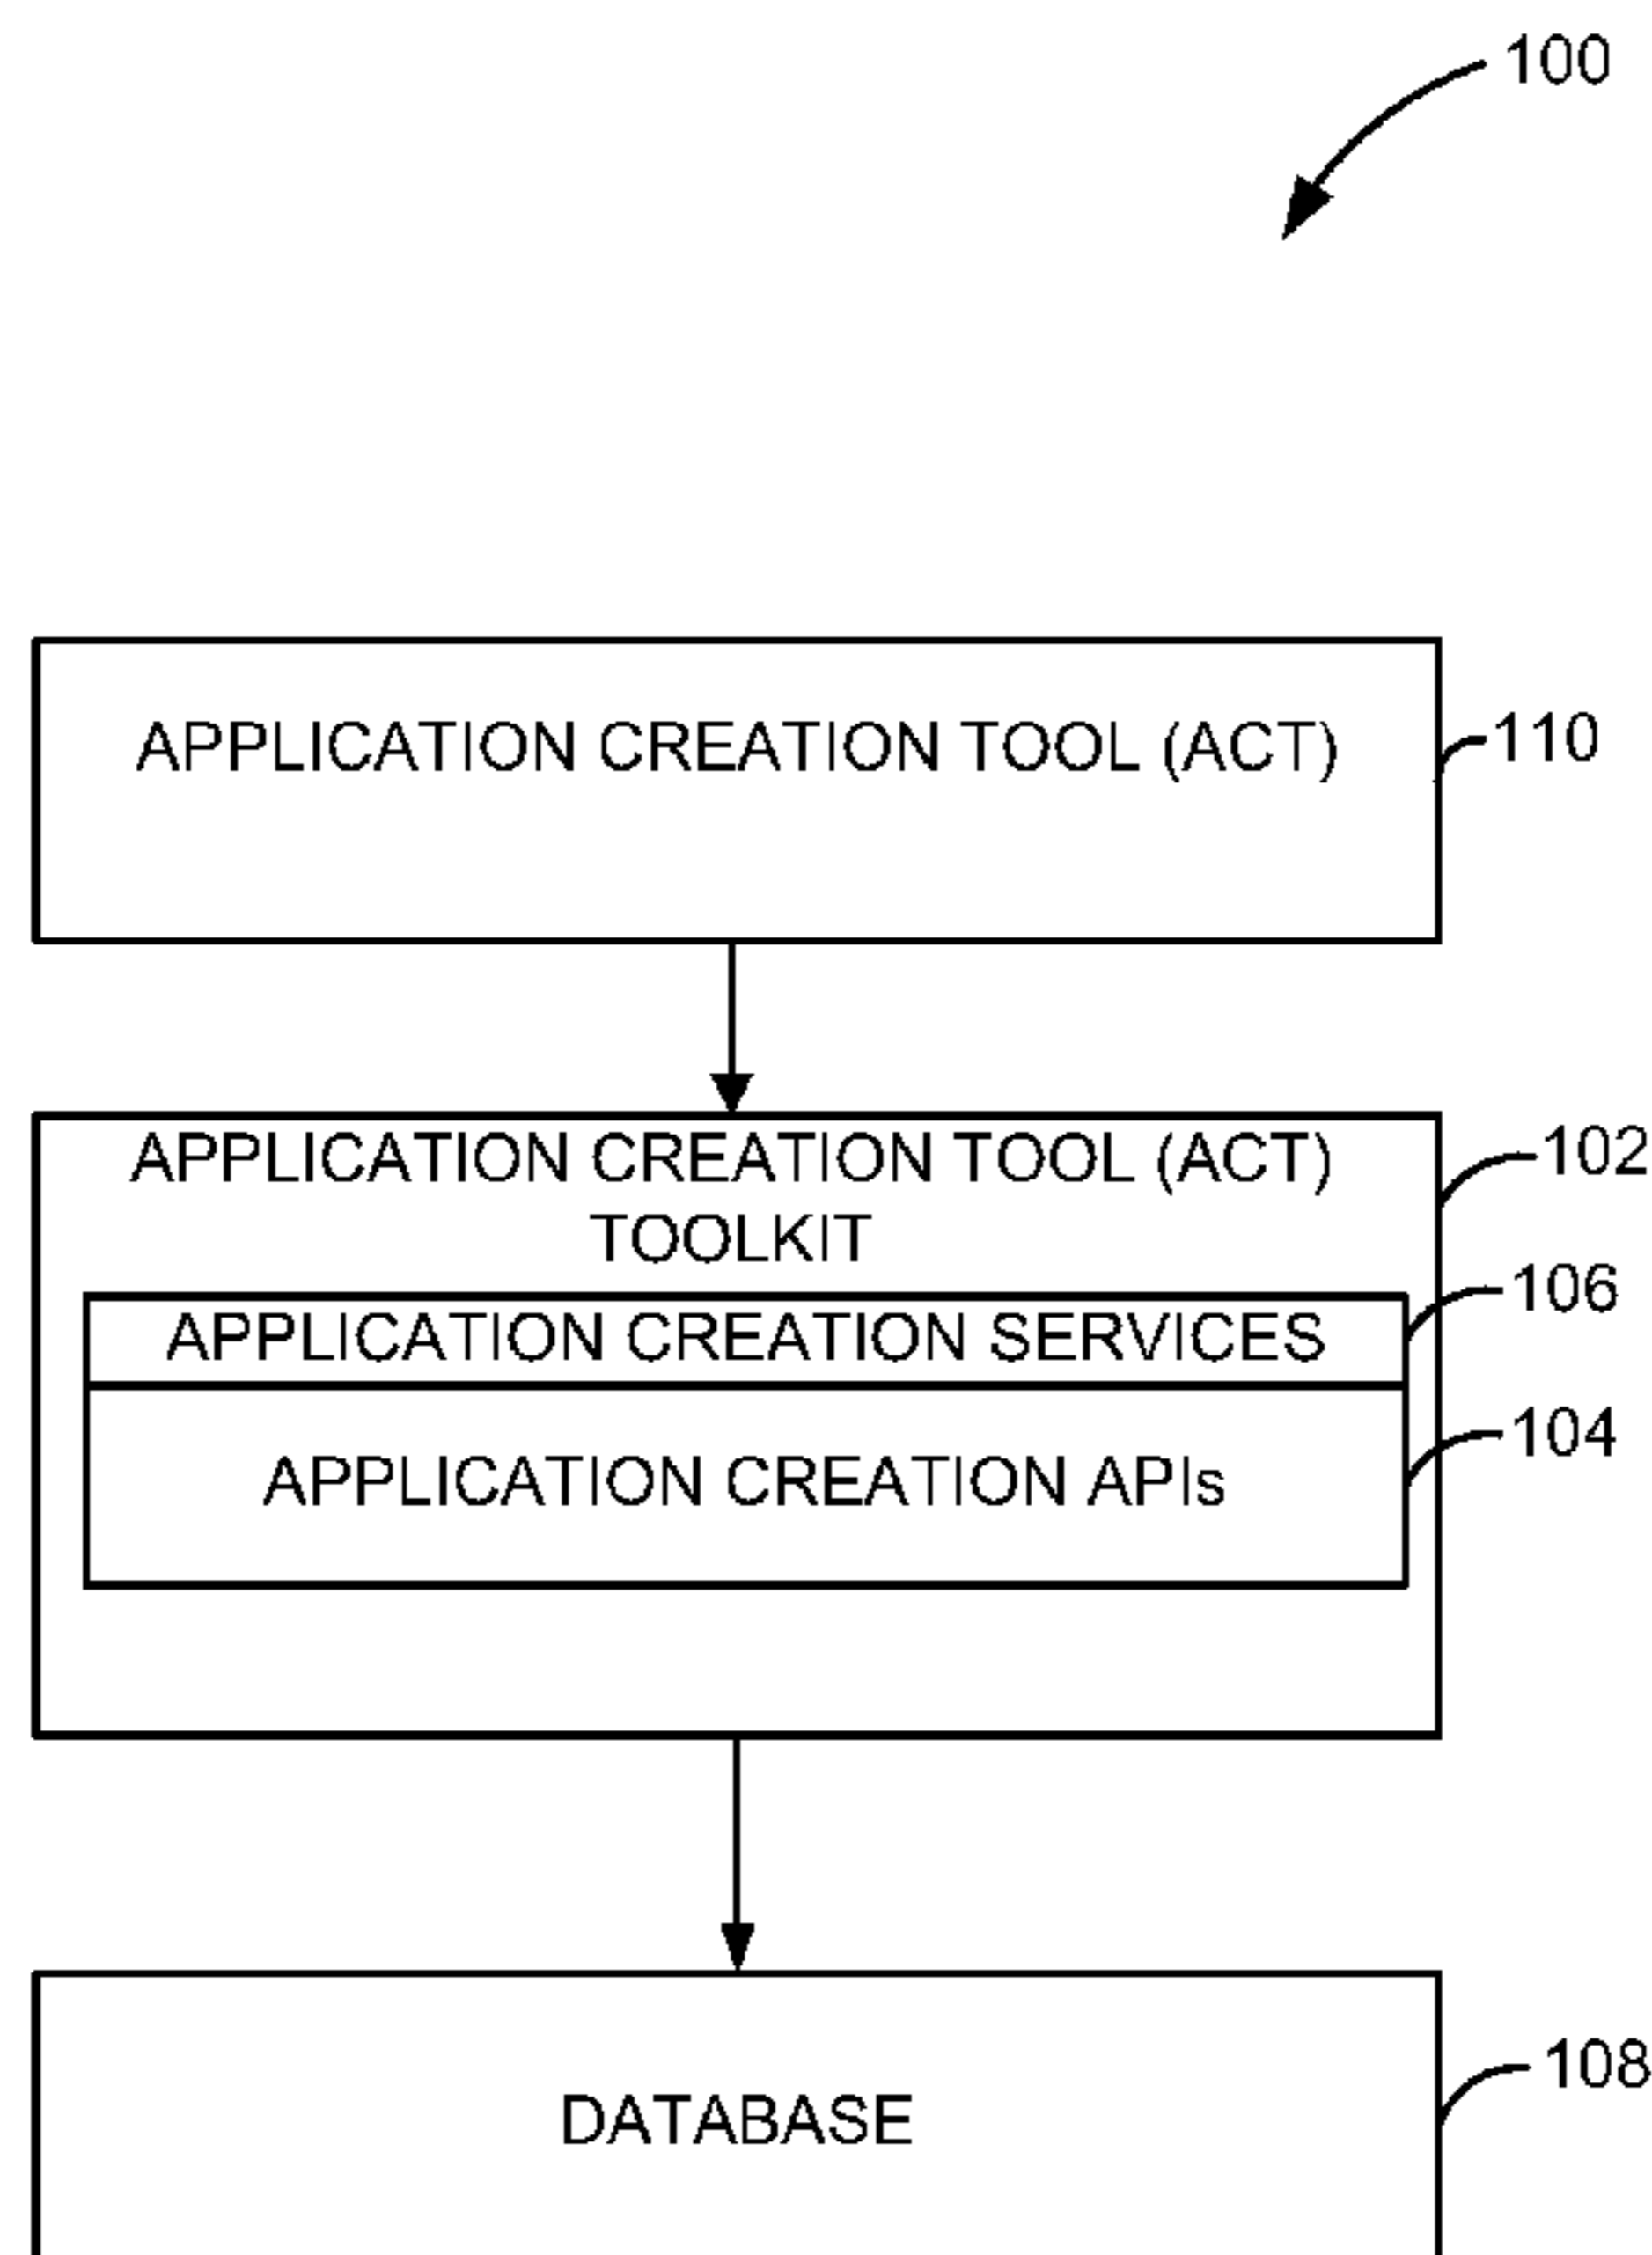 100
APPLICATION CREATION TOOL (ACT)
110
APPLICATION CREATION TOOL (ACT)
TOOLKIT
102
APPLICATION CREATION SERVICES
106
APPLICATION CREATION APIs
104
DATABASE
108